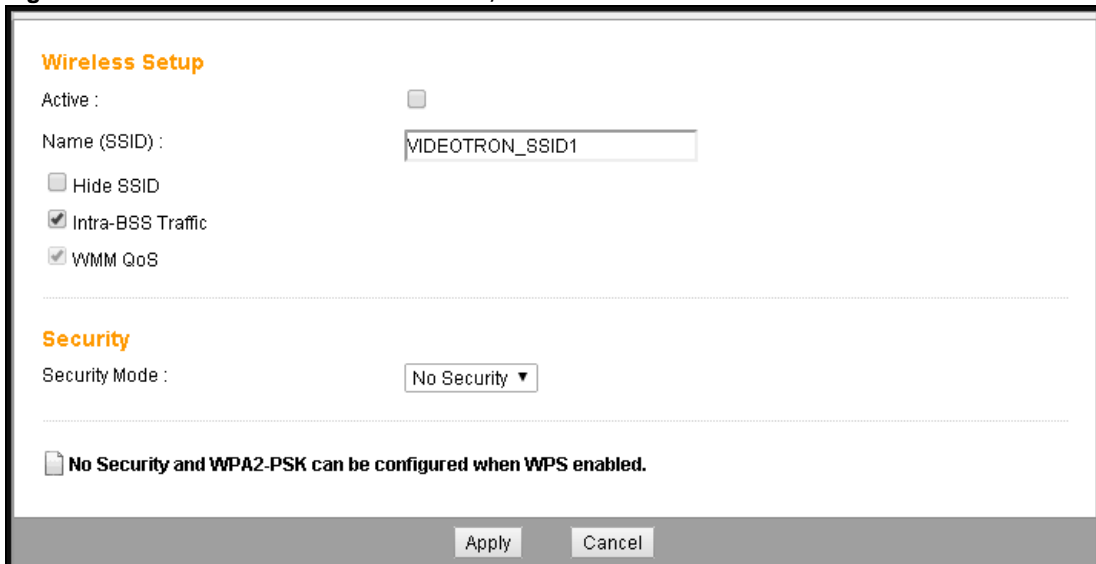 Wireless Setup
Active :
Name (SSID) :
VIDEOTRON_SSID1
Hide SSID
Intra-BSS Traffic
WMM QoS
Security
Security Mode :
No Security
No Security and WPA2-PSK can be configured when WPS enabled.
Apply Cancel